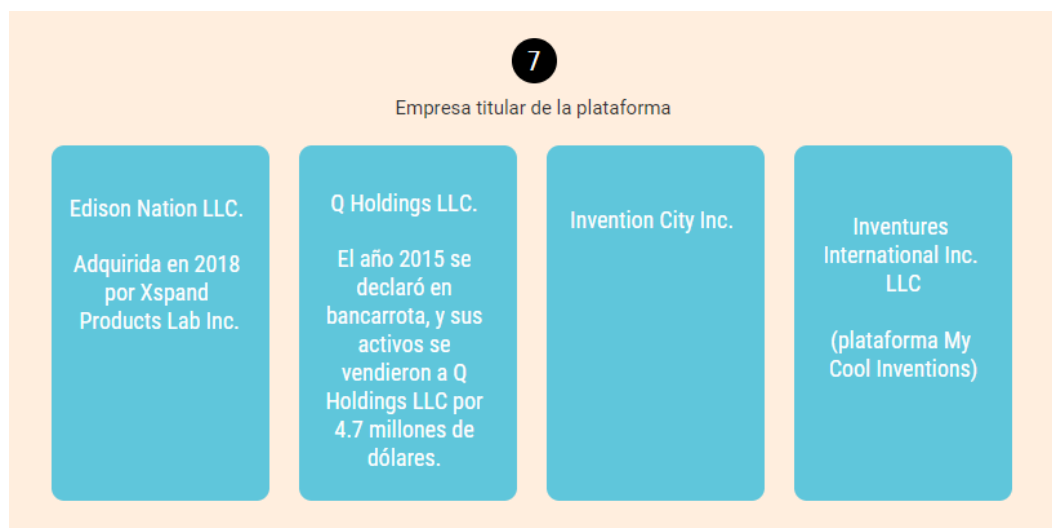 7
Empresa titular de la plataforma
Edison Nation LLC.
Adquirida en 2018
por Xspand
Products Lab Inc.
Q Holdings LLC.
El año 2015 se
declaró en
bancarrota, y sus
activos se
vendieron a Q
Holdings LLC por
4.7 millones de
dólares.
Invention City Inc.
Inventures
International Inc.
LLC
(plataforma My
Cool Inventions)